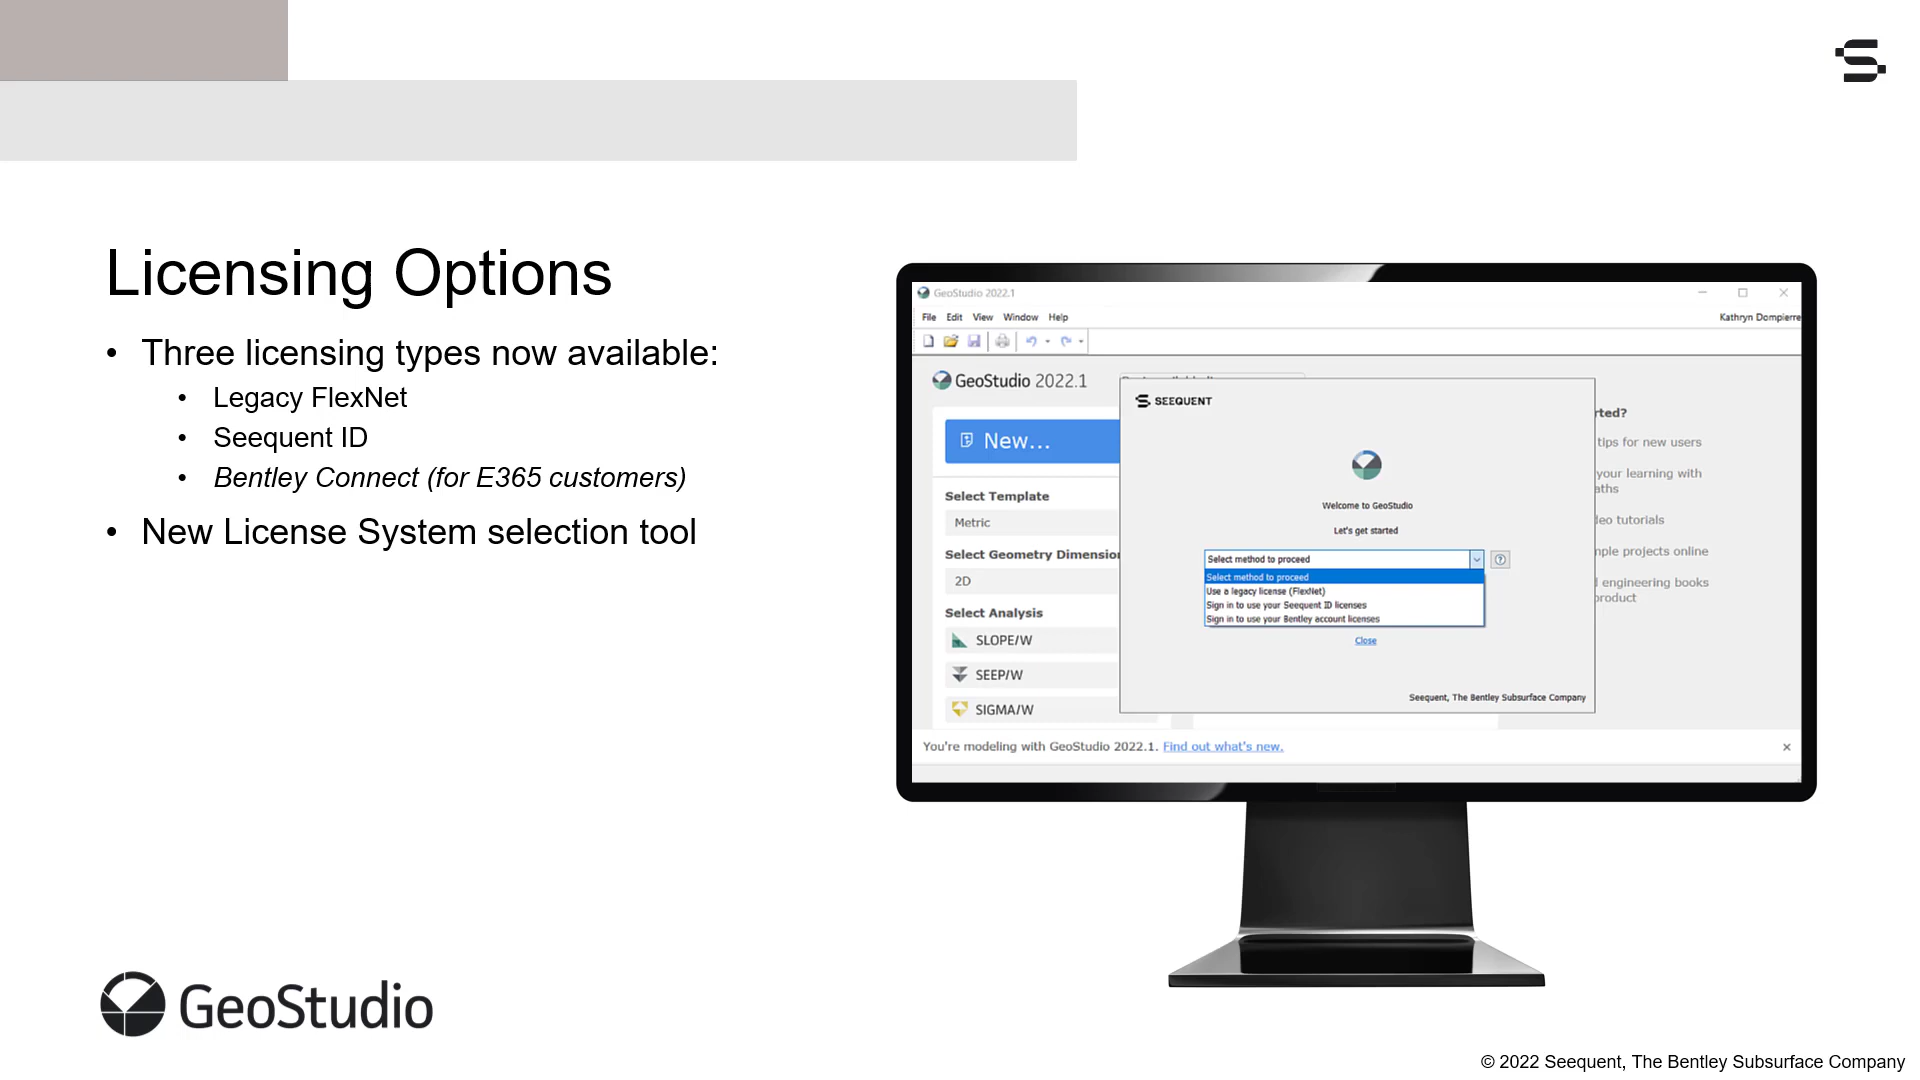 Licensing Options
• Three licensing types now available:
• Legacy FlexNet
• Seequent ID
• Bentley Connect (for E365 customers)
• New License System selection tool
GeoStudio 2022.1
File Edit View Window Help
Kathryn Dompierre
GeoStudio 2022.1
New...
Select Template
Metric
Select Geometry Dimension
2D
Select Analysis
SLOPE/W
SEEP/W
SIGMA/W
SEEQUENT
Welcome to GeoStudio
Let's get started
Select method to proceed
Select method to proceed
Use a legacy license (FlexNet)
Sign in to use your Seequent ID licenses
Sign in to use your Bentley account licenses
Close
Seequent, The Bentley Subsurface Company
rted?
tips for new users
your learning with
aths
eo tutorials
ple projects online
engineering books
product
You're modeling with GeoStudio 2022.1. Find out what's new.
GeoStudio
© 2022 Seequent, The Bentley Subsurface Company